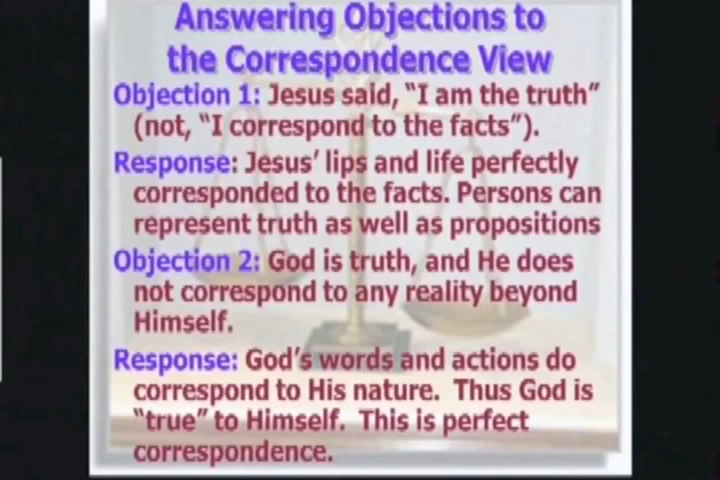 Answering Objections to
the Correspondence View
Objection 1: Jesus said, "I am the truth"
(not, "I correspond to the facts").
Response: Jesus' lips and life perfectly
corresponded to the facts. Persons can
represent truth as well as propositions
Objection 2: God is truth, and He does
not correspond to any reality beyond
Himself.
Response: God's words and actions do
correspond to His nature. Thus God is
"true" to Himself. This is perfect
correspondence.